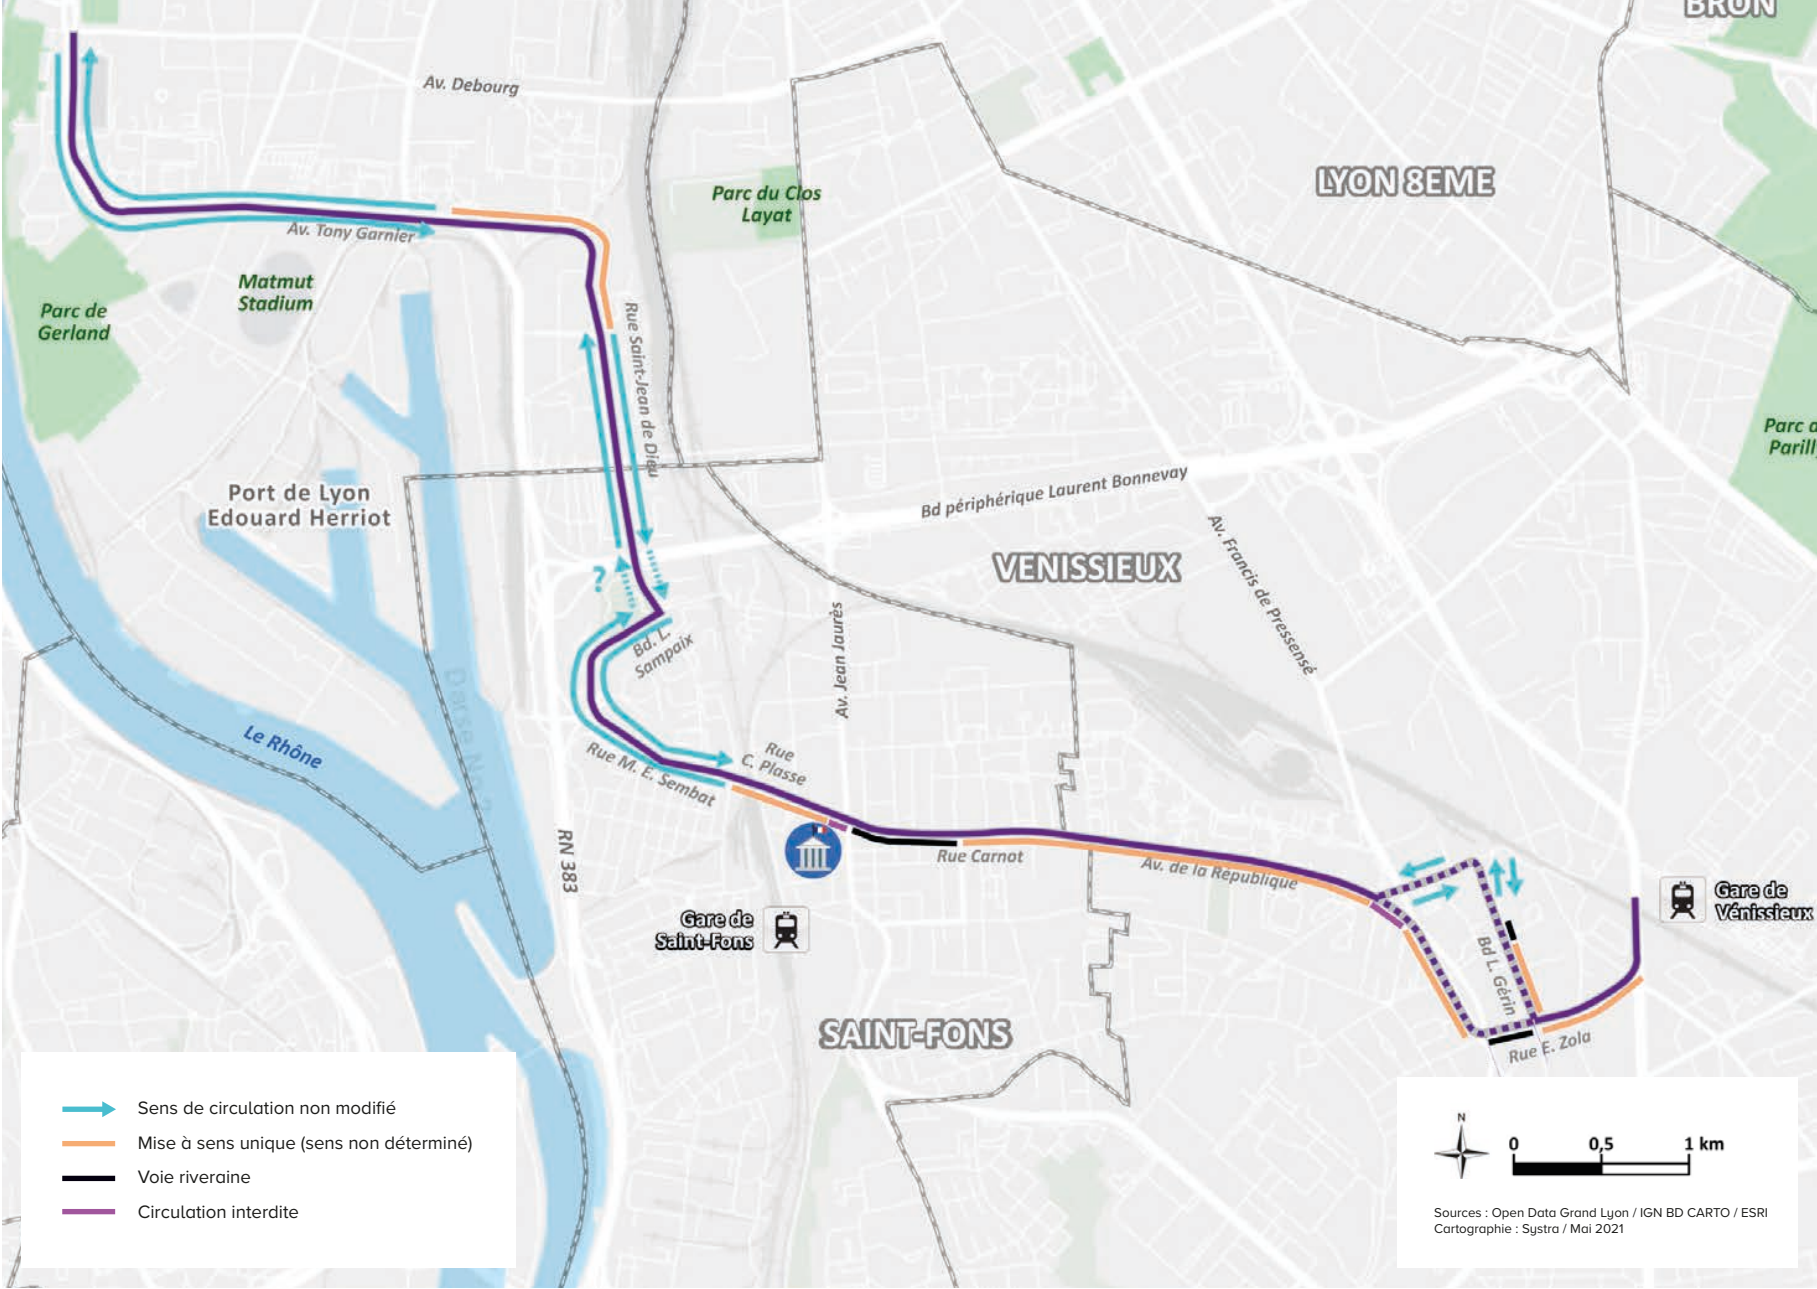 BRON
Av. Debourg
LYON 8EME
Parc du Clos
Layat
Av. Tony Garnier
Matmut
Stadium
Parc de
Gerland
Rue Saint-Jean de Dieu
Parc d
Parill
Port de Lyon
Edouard Herriot
Bd périphérique Laurent Bonnevay
Av. Francis de Pressensé
VENISSIEUX
?
Av. Jean Jaurès
Bd. L.
Sampaix
Darse No 2
Le Rhône
Rue
C. Plasse
Rue M. E. Sembat
RN 383
Rue Carnot
Av. de la République
Gare de
Vénissieux
Gare de
Saint-Fons
Bd L. Gérin
SAINT-FONS
Rue E. Zola
Sens de circulation non modifié
Mise à sens unique (sens non déterminé)
Voie riveraine
Circulation interdite
N
0 0,5 1 km
Sources : Open Data Grand Lyon / IGN BD CARTO / ESRI
Cartographie : Systra / Mai 2021